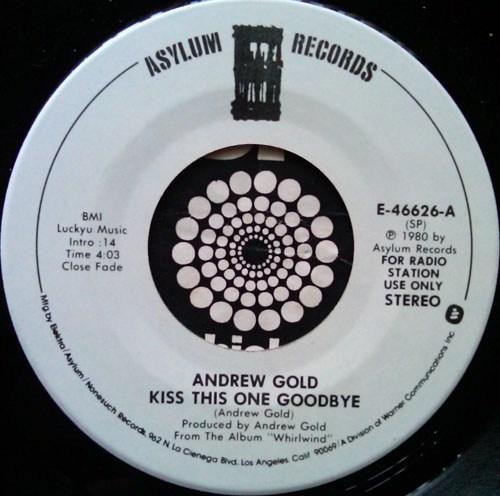 ASYLUM RECORDS
BMI
Luckyu Music
Intro :14
Time 4:03
Close Fade
E-46626-A
(SP)
℗ 1980 by
Asylum Records
FOR RADIO
STATION
USE ONLY
STEREO
ANDREW GOLD
KISS THIS ONE GOODBYE
(Andrew Gold)
Produced by Andrew Gold
From The Album "Whirlwind"
Mfg by Elektra/Asylum/Nonesuch Records, 962 N. La Cienega Blvd. Los Angeles. Calif. 90069/A Division of Warner Communications Inc